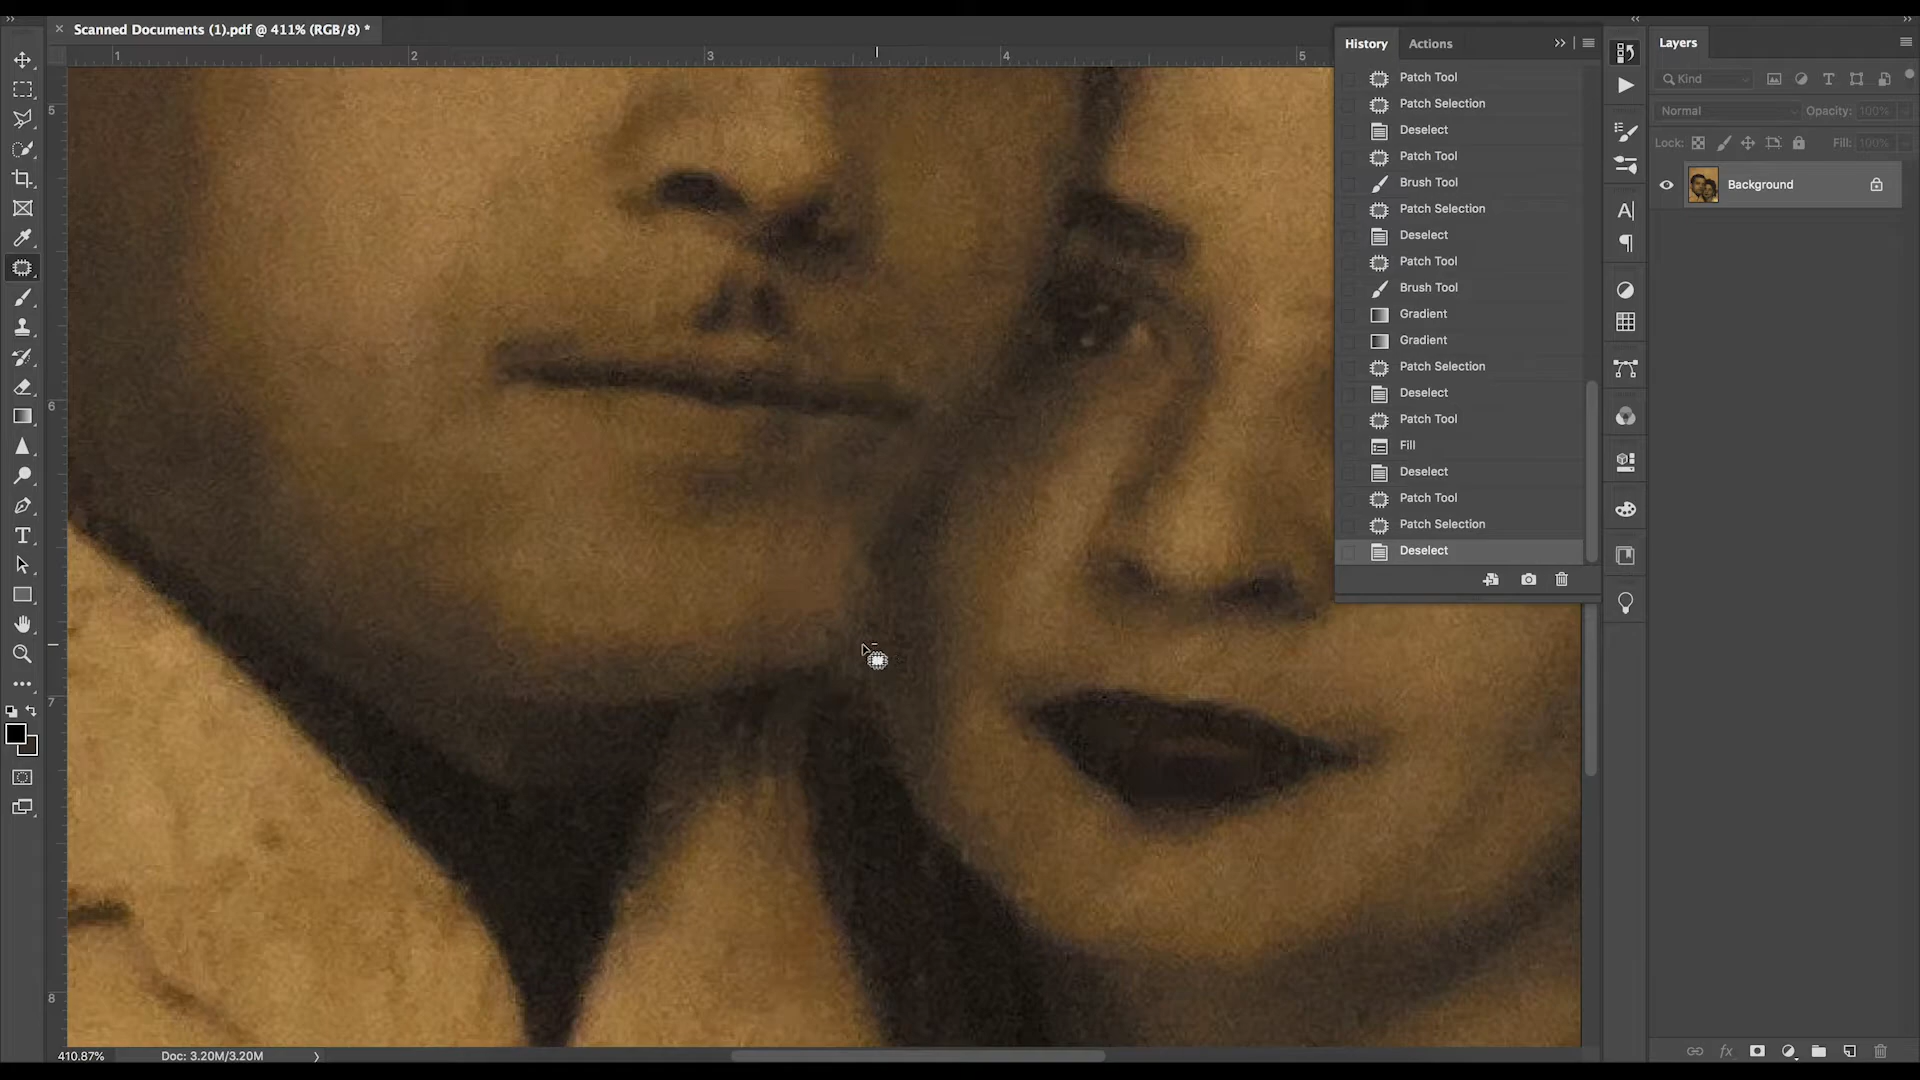 Scanned Documents (1).pdf @ 411% (RGB/8) *
1
2
3
4
5
5
6
7
8
History
Actions
Patch Tool
Patch Selection
Deselect
Patch Tool
Brush Tool
Patch Selection
Deselect
Patch Tool
Brush Tool
Gradient
Gradient
Patch Selection
Deselect
Patch Tool
Fill
Deselect
Patch Tool
Patch Selection
Deselect
Layers
Kind
Normal
Opacity: 100%
Lock:
Fill: 100%
Background
410.87%
Doc: 3.20M/3.20M